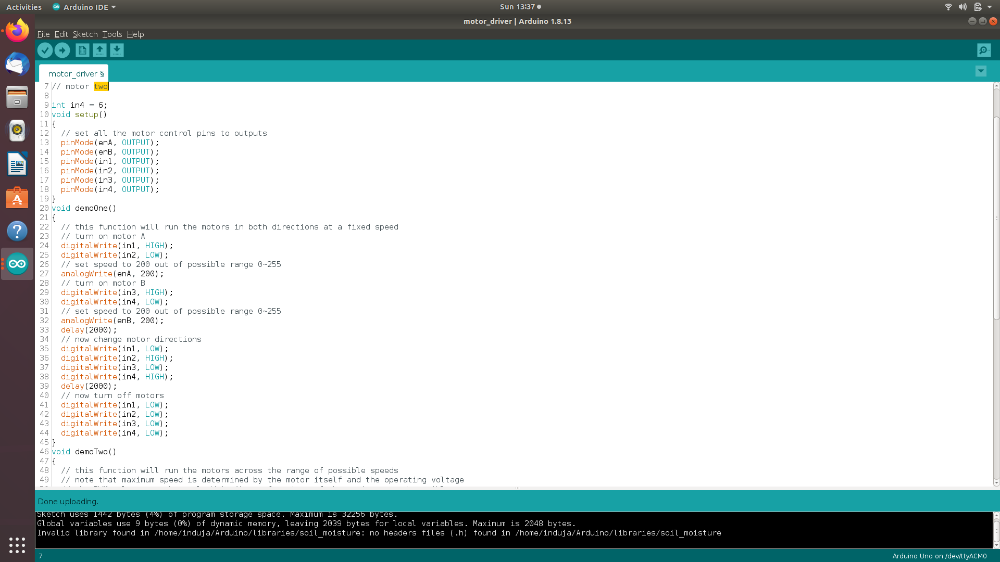 Activities
Arduino IDE
Sun 13:37
motor_driver | Arduino 1.8.13
File Edit Sketch Tools Help
motor_driver §
7 // motor two
8
9 int in4 = 6;
10 void setup()
11 {
12 // set all the motor control pins to outputs
13 pinMode(enA, OUTPUT);
14 pinMode(enB, OUTPUT);
15 pinMode(in1, OUTPUT);
16 pinMode(in2, OUTPUT);
17 pinMode(in3, OUTPUT);
18 pinMode(in4, OUTPUT);
19 }
20 void demoOne()
21 {
22 // this function will run the motors in both directions at a fixed speed
23 // turn on motor A
24 digitalWrite(in1, HIGH);
25 digitalWrite(in2, LOW);
26 // set speed to 200 out of possible range 0~255
27 analogWrite(enA, 200);
28 // turn on motor B
29 digitalWrite(in3, HIGH);
30 digitalWrite(in4, LOW);
31 // set speed to 200 out of possible range 0~255
32 analogWrite(enB, 200);
33 delay(2000);
34 // now change motor directions
35 digitalWrite(in1, LOW);
36 digitalWrite(in2, HIGH);
37 digitalWrite(in3, LOW);
38 digitalWrite(in4, HIGH);
39 delay(2000);
40 // now turn off motors
41 digitalWrite(in1, LOW);
42 digitalWrite(in2, LOW);
43 digitalWrite(in3, LOW);
44 digitalWrite(in4, LOW);
45 }
46 void demoTwo()
47 {
48 // this function will run the motors across the range of possible speeds
49 // note that maximum speed is determined by the motor itself and the operating voltage
Done uploading.
Sketch uses 1442 bytes (4%) of program storage space. Maximum is 32256 bytes.
Global variables use 9 bytes (0%) of dynamic memory, leaving 2039 bytes for local variables. Maximum is 2048 bytes.
Invalid library found in /home/induja/Arduino/libraries/soil_moisture: no headers files (.h) found in /home/induja/Arduino/libraries/soil_moisture
7
Arduino Uno on /dev/ttyACM0